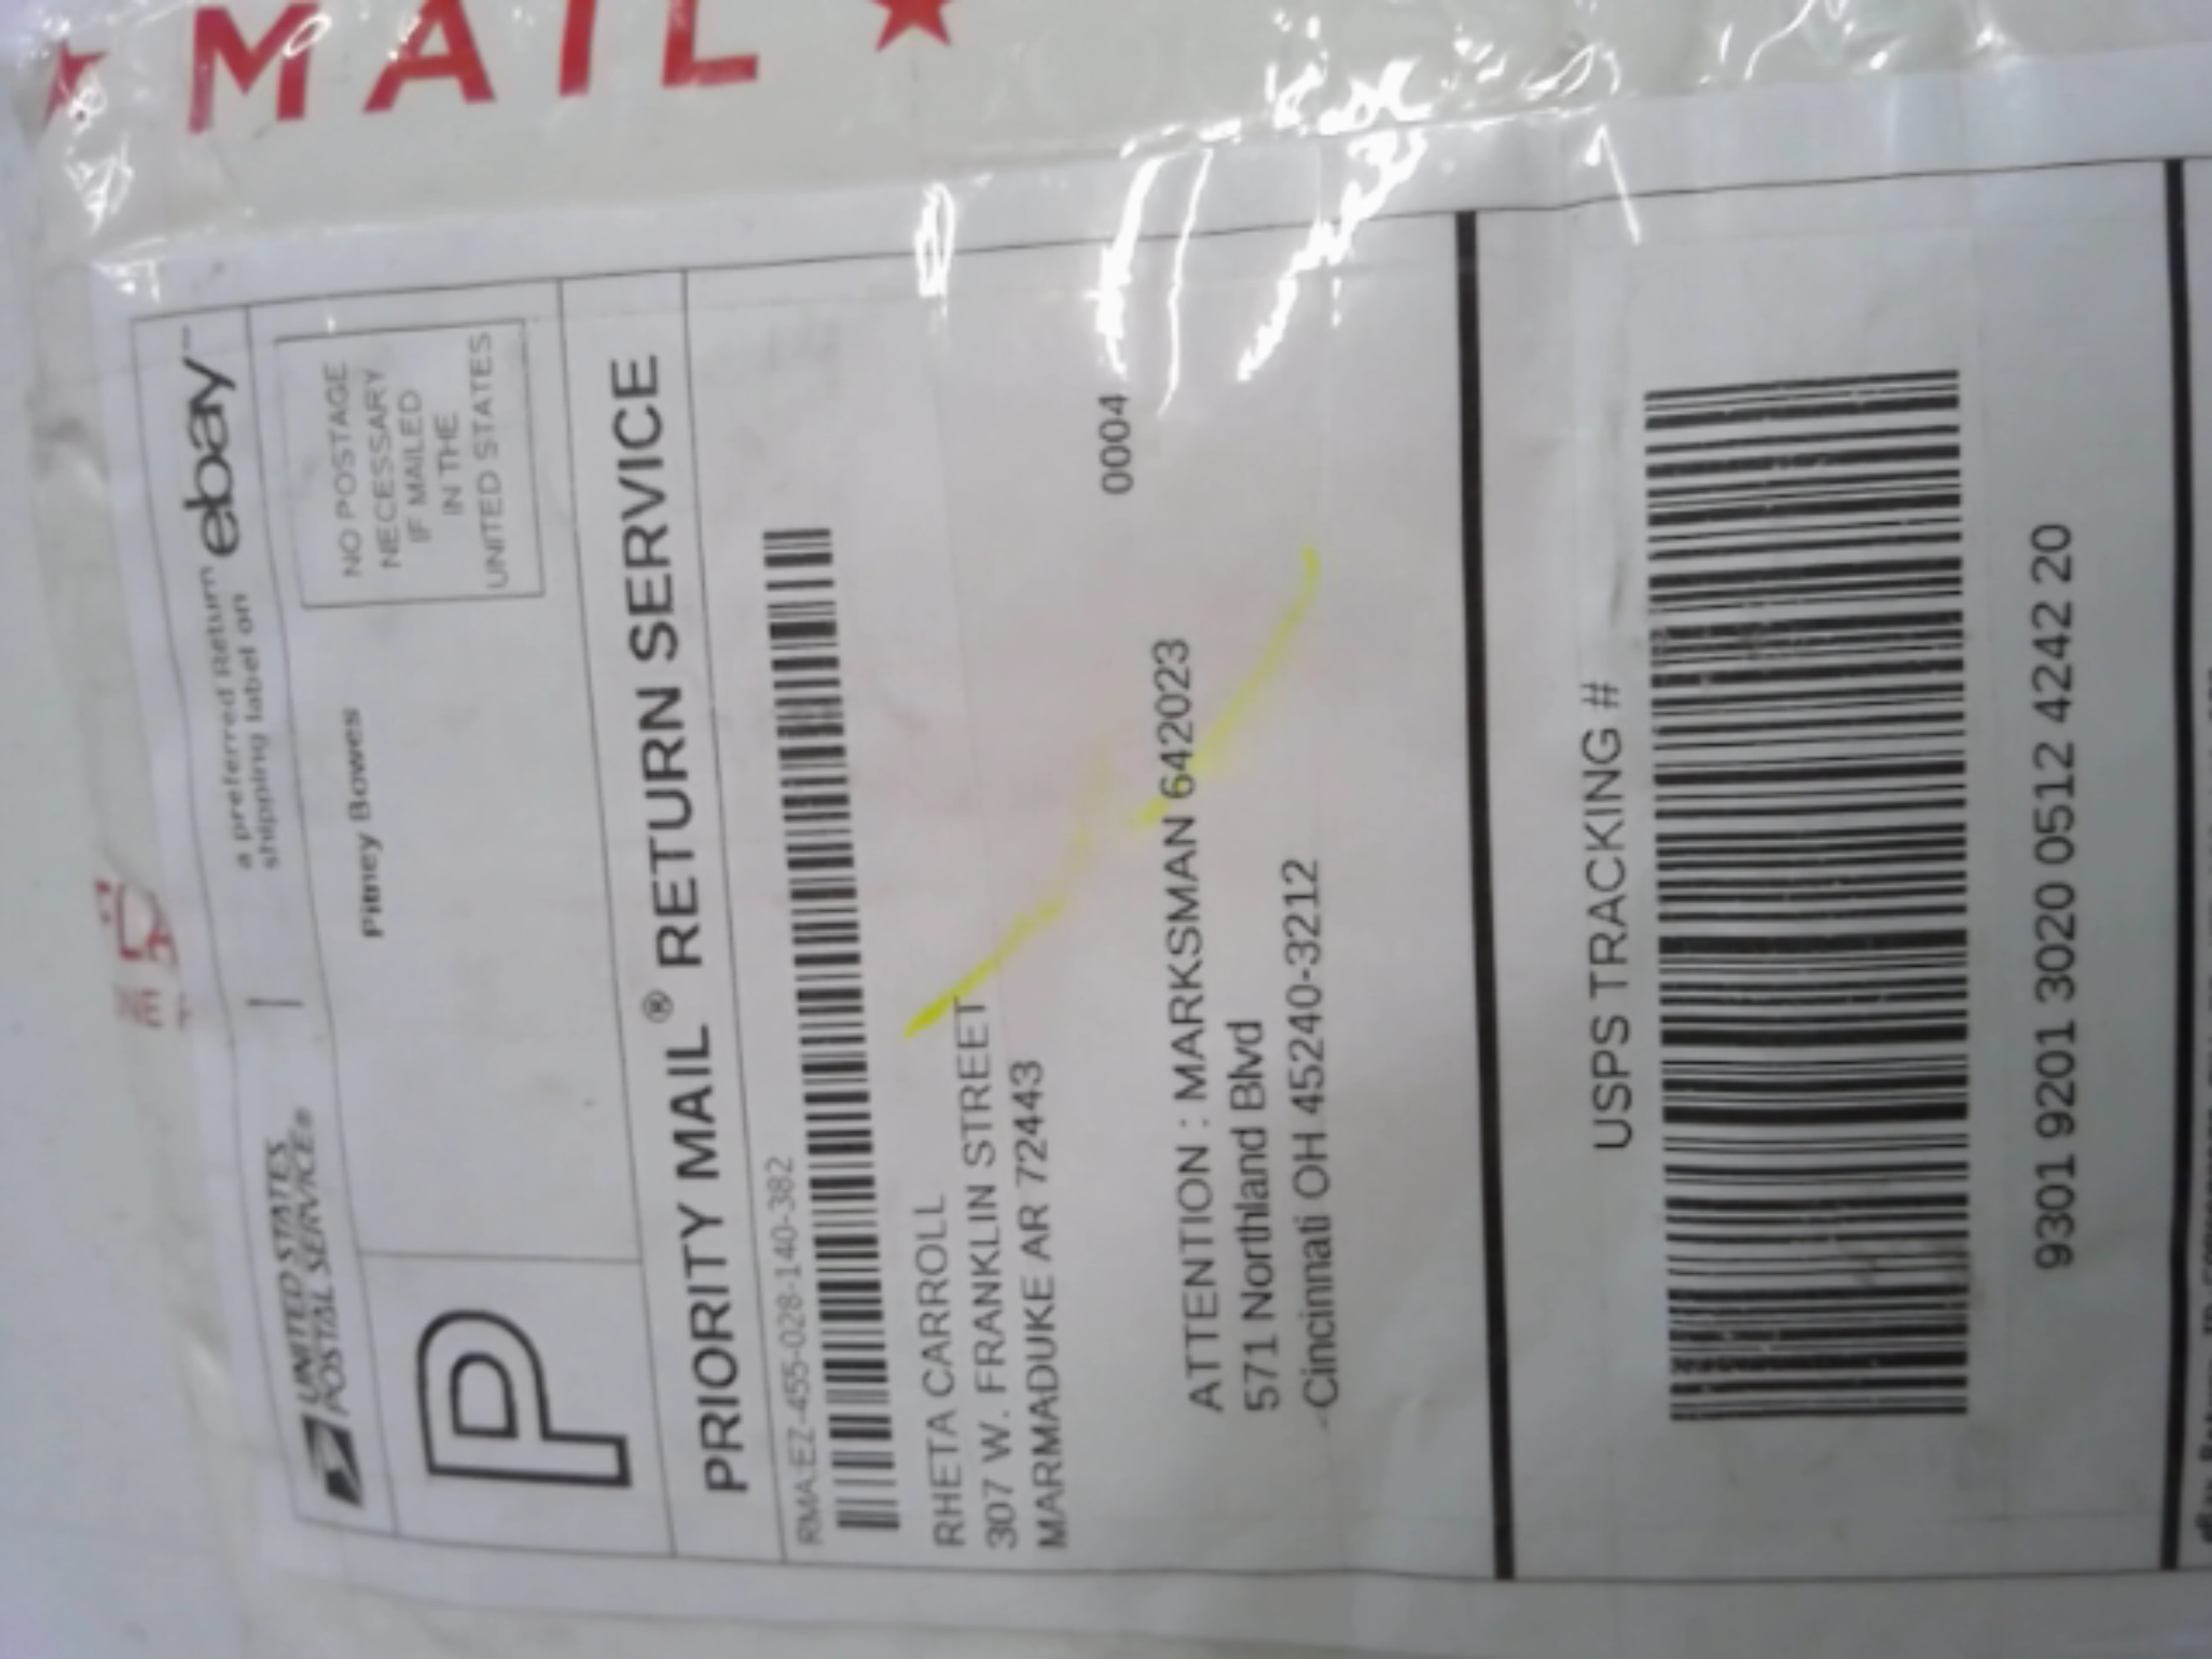 MAIL
UNITED STATES
POSTAL SERVICE®
a preferred Return
shipping label on
ebay™
P
Pitney Bowes
NO POSTAGE
NECESSARY
IF MAILED
IN THE
UNITED STATES
PRIORITY MAIL® RETURN SERVICE
RMA:EZ-455-028-140-382
RHETA CARROLL
307 W. FRANKLIN STREET
MARMADUKE AR 72443
0004
ATTENTION : MARKSMAN 642023
571 Northland Blvd
Cincinnati OH 45240-3212
USPS TRACKING #
9301 9201 3020 0512 4242 20